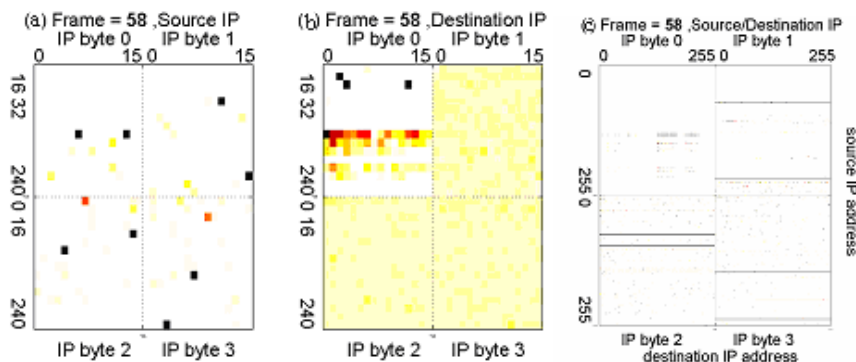 (a) Frame = 58 ,Source IP
IP byte 0 IP byte 1
0 15 0 15
16 32
240
0 16
240
IP byte 2 IP byte 3
(b) Frame = 58 ,Destination IP
IP byte 0 IP byte 1
0 15 0 15
16 32
240
0 16
240
IP byte 2 IP byte 3
(c) Frame = 58 ,Source/Destination IP
IP byte 0 IP byte 1
0 255 0 255
0
255
0
255
source IP address
IP byte 2 IP byte 3
destination IP address